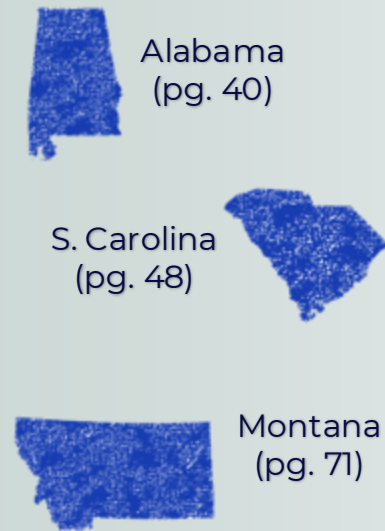 Alabama
(pg. 40)
S. Carolina
(pg. 48)
Montana
(pg. 71)